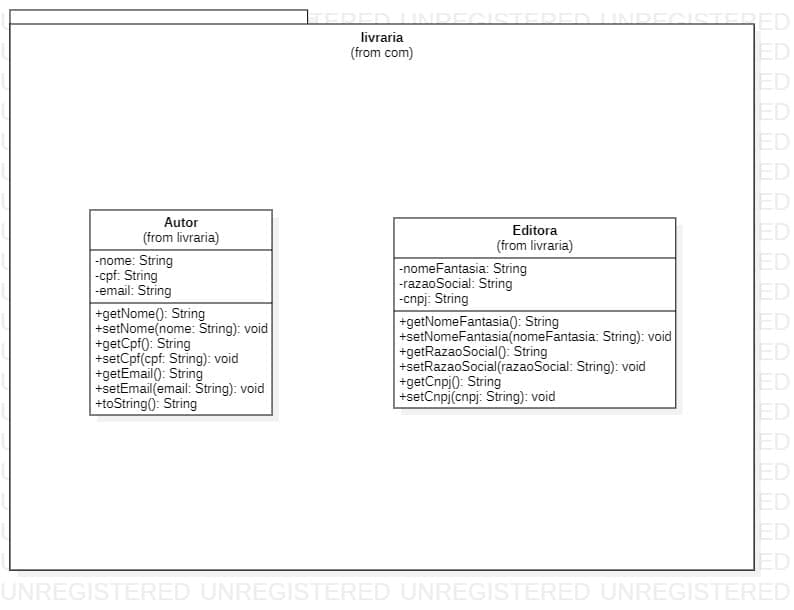 livraria
(from com)
Autor
(from livraria)
-nome: String
-cpf: String
-email: String
+getNome(): String
+setNome(nome: String): void
+getCpf(): String
+setCpf(cpf: String): void
+getEmail(): String
+setEmail(email: String): void
+toString(): String
Editora
(from livraria)
-nomeFantasia: String
-razaoSocial: String
-cnpj: String
+getNomeFantasia(): String
+setNomeFantasia(nomeFantasia: String): void
+getRazaoSocial(): String
+setRazaoSocial(razaoSocial: String): void
+getCnpj(): String
+setCnpj(cnpj: String): void
UNREGISTERED UNREGISTERED UNREGISTERED UNREGISTERED